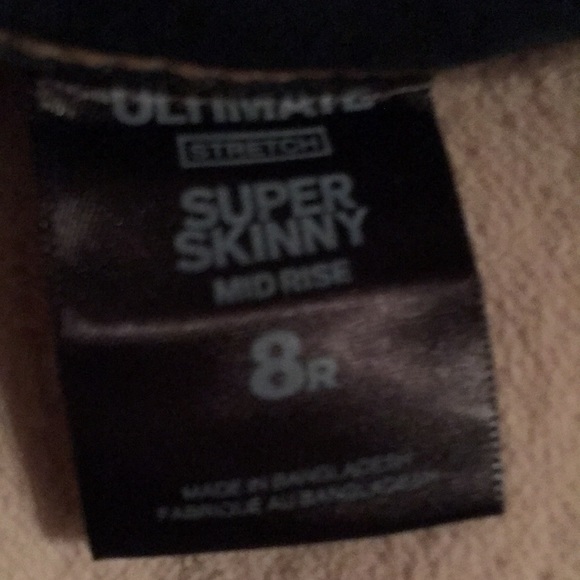 ULTIMATE
STRETCH
SUPER
SKINNY
MID RISE
8R
MADE IN BANGLADESH
FABRIQUÉ AU BANGLADESH